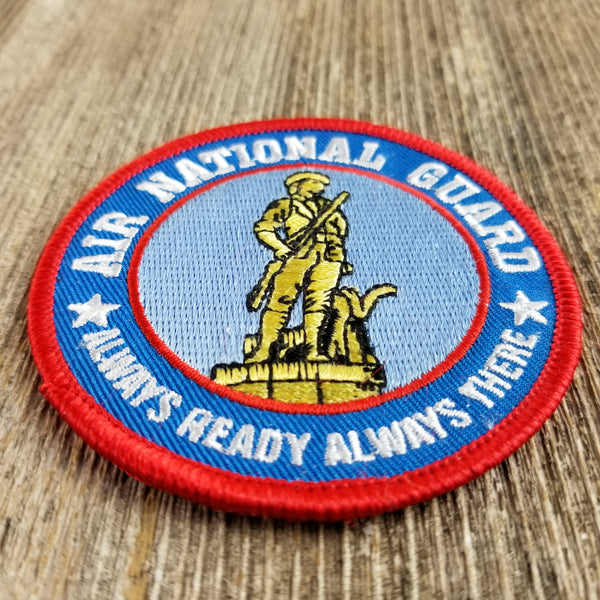 AIR NATIONAL GUARD
ALWAYS READY ALWAYS THERE